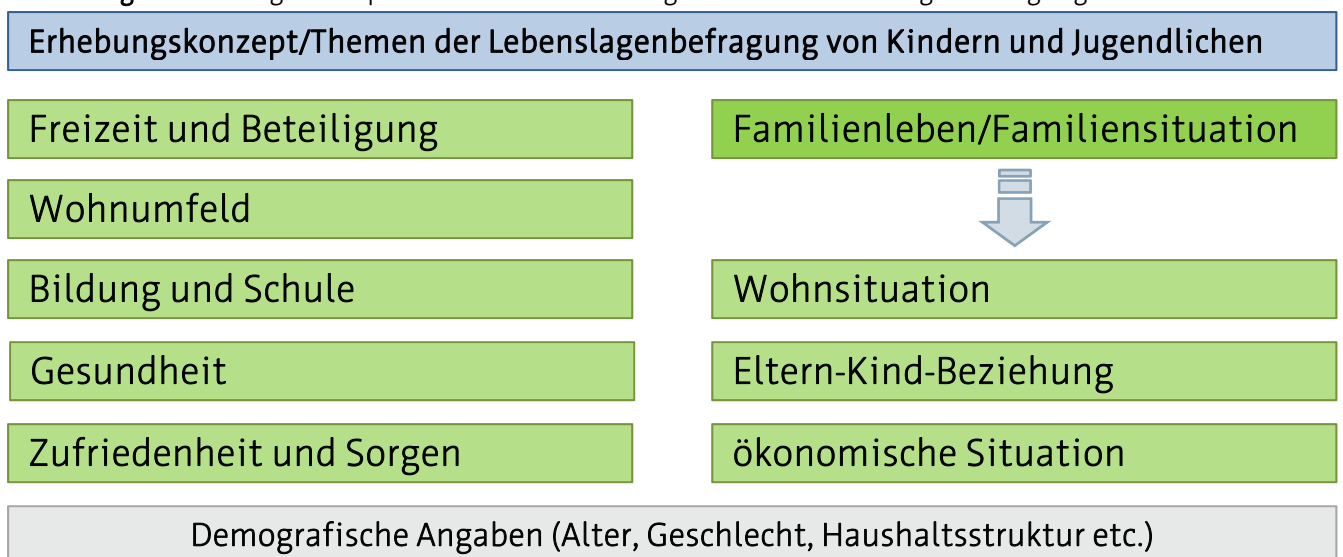 Erhebungskonzept/Themen der Lebenslagenbefragung von Kindern und Jugendlichen
Freizeit und Beteiligung
Wohnumfeld
Bildung und Schule
Gesundheit
Zufriedenheit und Sorgen
Familienleben/Familiensituation
Wohnsituation
Eltern-Kind-Beziehung
ökonomische Situation
Demografische Angaben (Alter, Geschlecht, Haushaltsstruktur etc.)